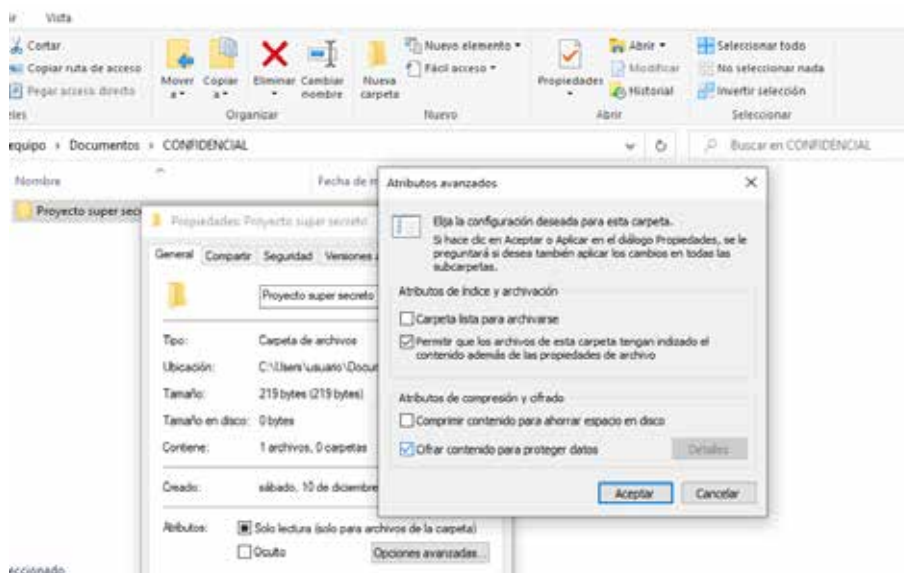 Vista
Cortar
Copiar ruta de acceso
Pegar acceso directo
Mover a
Copiar a
Eliminar
Cambiar nombre
Organizar
Nueva carpeta
Nuevo elemento
Fácil acceso
Nuevo
Propiedades
Abrir
Modificar
Historial
Abrir
Seleccionar todo
No seleccionar nada
Invertir selección
Seleccionar
equipo › Documentos › CONFIDENCIAL
Buscar en CONFIDENCIAL
Nombre
Fecha de
Proyecto super sec
Propiedades: Proyecto super secreto
General Compartir Seguridad Versiones
Proyecto super secreto
Tipo: Carpeta de archivos
Ubicación: C:\Users\usuario\Docu
Tamaño: 219 bytes (219 bytes)
Tamaño en disco: 0 bytes
Contiene: 1 archivos, 0 carpetas
Creado: sábado, 10 de diciembre
Atributos: Solo lectura (solo para archivos de la carpeta)
Oculto
Opciones avanzadas...
Atributos avanzados
Elija la configuración deseada para esta carpeta.
Si hace clic en Aceptar o Aplicar en el diálogo Propiedades, se le
preguntará si desea también aplicar los cambios en todas las
subcarpetas.
Atributos de índice y archivación
Carpeta lista para archivarse
Permitir que los archivos de esta carpeta tengan indizado el
contenido además de las propiedades de archivo
Atributos de compresión y cifrado
Comprimir contenido para ahorrar espacio en disco
Cifrar contenido para proteger datos
Detalles
Aceptar
Cancelar
eccionado